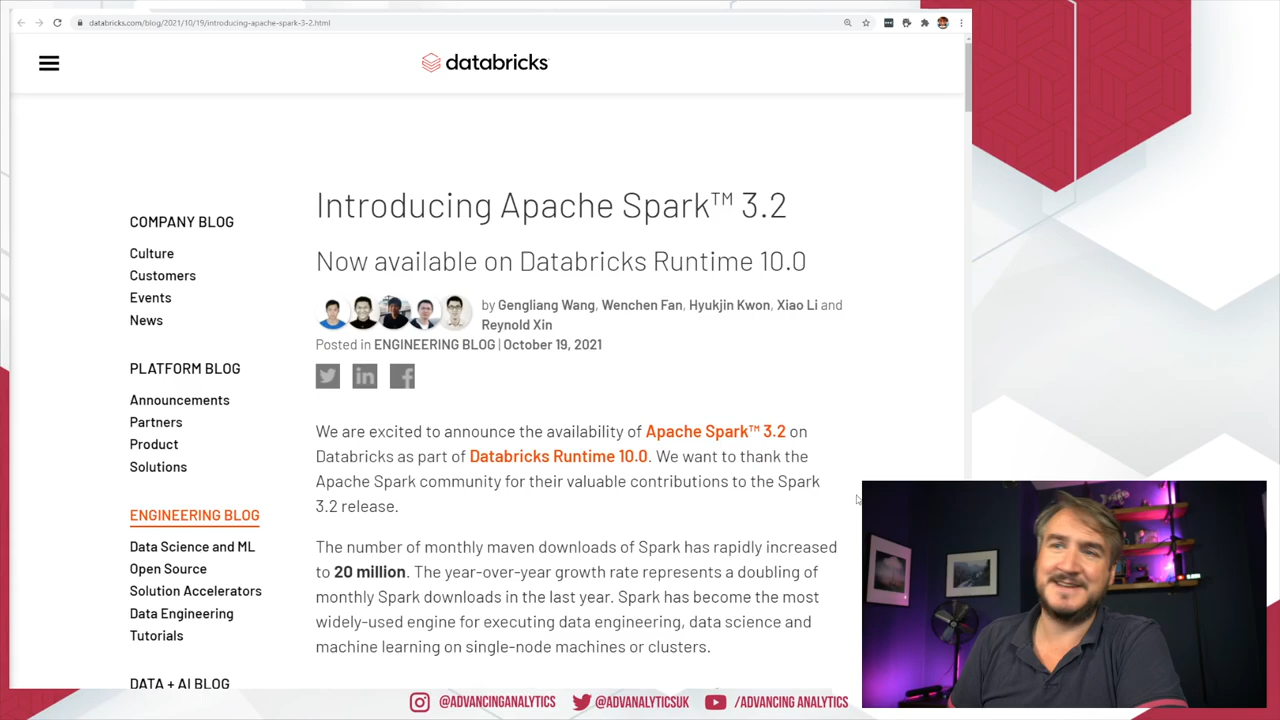 databricks.com/blog/2021/10/19/introducing-apache-spark-3-2.html
databricks
Introducing Apache Spark™ 3.2
Now available on Databricks Runtime 10.0
by Gengliang Wang, Wenchen Fan, Hyukjin Kwon, Xiao Li and
Reynold Xin
Posted in ENGINEERING BLOG | October 19, 2021
We are excited to announce the availability of Apache Spark™ 3.2 on
Databricks as part of Databricks Runtime 10.0. We want to thank the
Apache Spark community for their valuable contributions to the Spark
3.2 release.
The number of monthly maven downloads of Spark has rapidly increased
to 20 million. The year-over-year growth rate represents a doubling of
monthly Spark downloads in the last year. Spark has become the most
widely-used engine for executing data engineering, data science and
machine learning on single-node machines or clusters.
COMPANY BLOG
Culture
Customers
Events
News
PLATFORM BLOG
Announcements
Partners
Product
Solutions
ENGINEERING BLOG
Data Science and ML
Open Source
Solution Accelerators
Data Engineering
Tutorials
DATA + AI BLOG
@ADVANCINGANALYTICS
@ADVANALYTICSUK
/ADVANCING ANALYTICS